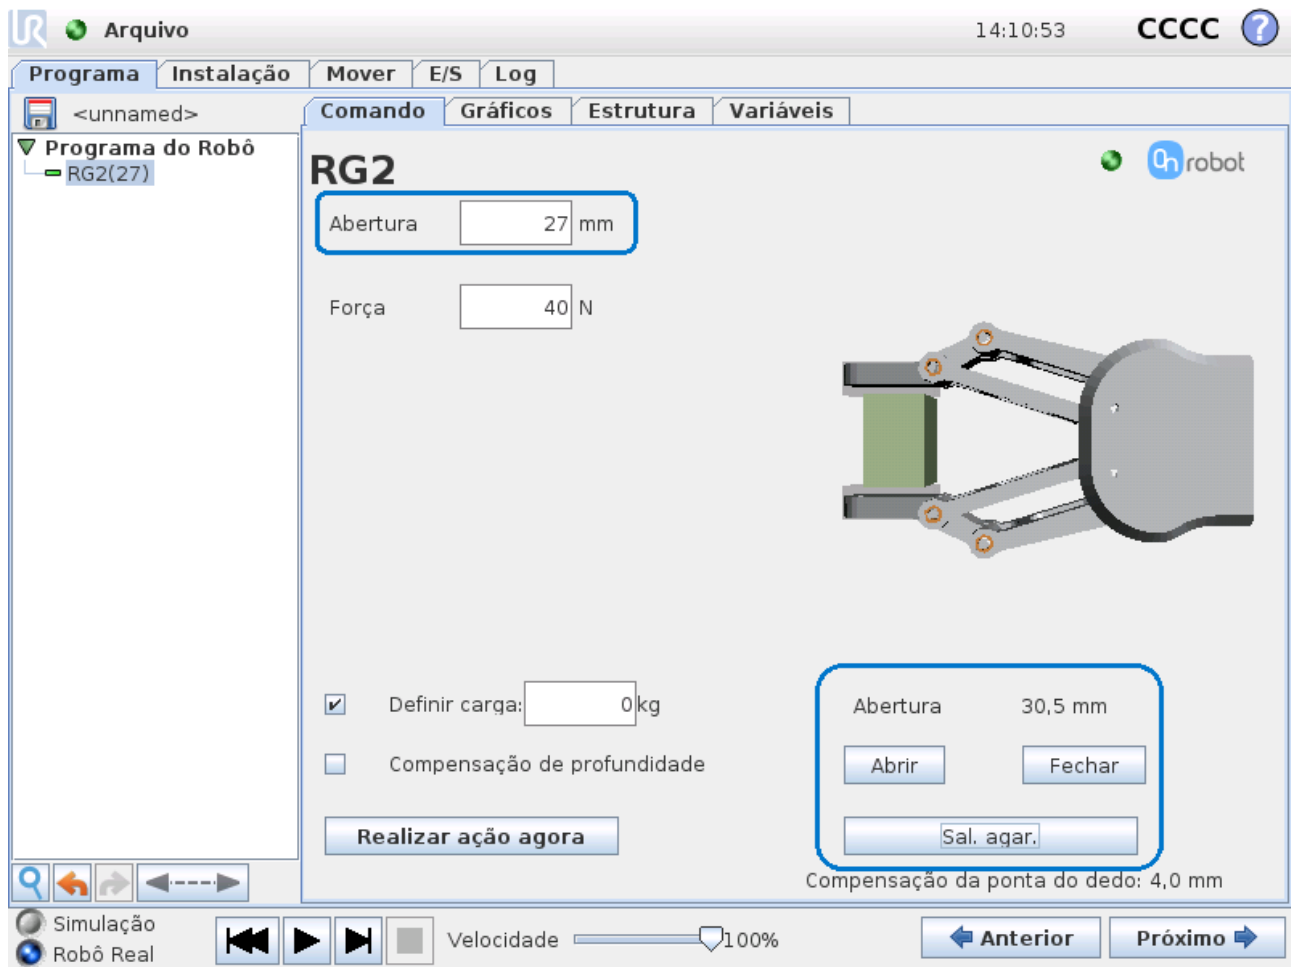 UR Arquivo 14:10:53 CCCC ?
Programa Instalação Mover E/S Log
<unnamed>
Comando Gráficos Estrutura Variáveis
Programa do Robô
RG2(27)
RG2
On robot
Abertura 27 mm
Força 40 N
Definir carga: 0 kg
Compensação de profundidade
Realizar ação agora
Abertura 30,5 mm
Abrir Fechar
Sal. agar.
Compensação da ponta do dedo: 4,0 mm
Simulação
Robô Real
Velocidade 100%
Anterior Próximo